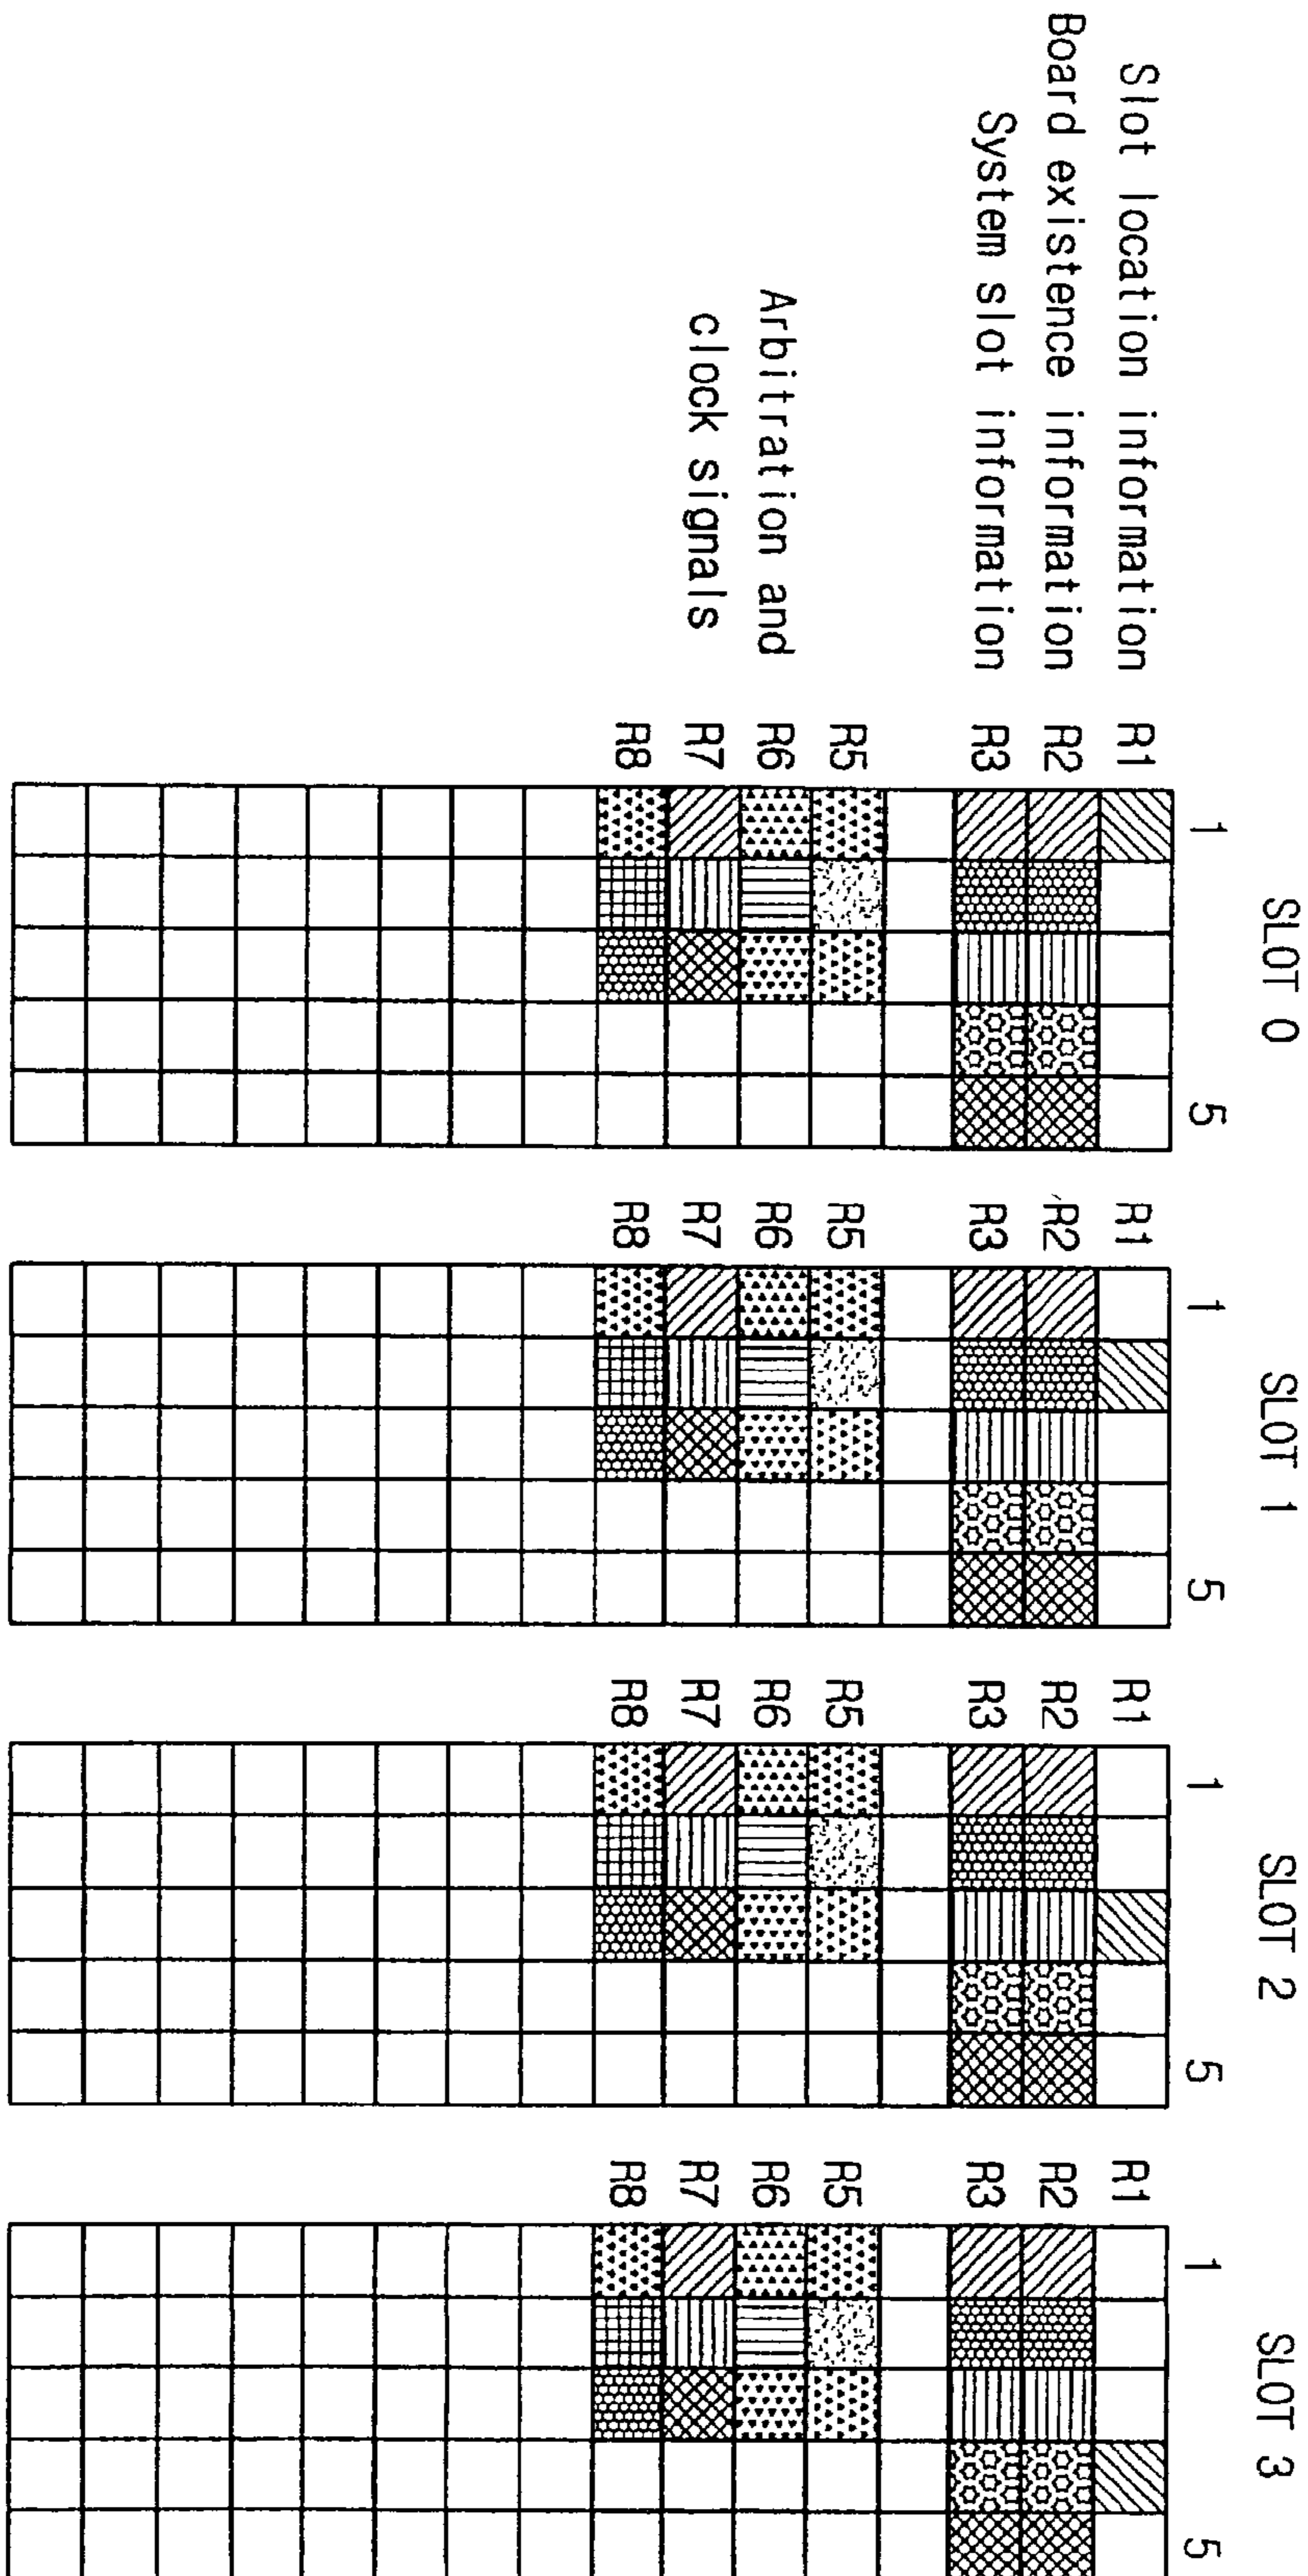 SLOT 0
SLOT 1
SLOT 2
SLOT 3
1 5
1 5
1 5
1 5
Slot location information R1 R1 R1 R1
Board existence information R2 R2 R2 R2
System slot information R3 R3 R3 R3
R5 R5 R5 R5
Arbitration and R6 R6 R6 R6
clock signals R7 R7 R7 R7
R8 R8 R8 R8